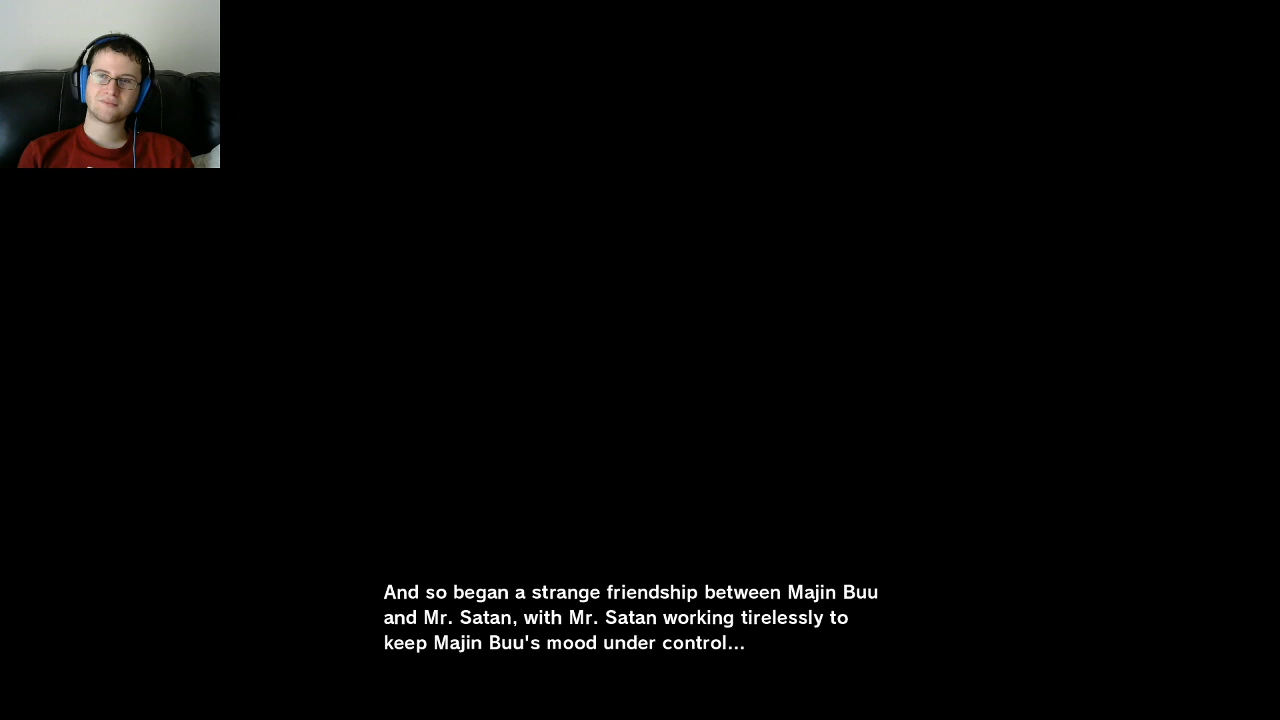 And so began a strange friendship between Majin Buu
and Mr. Satan, with Mr. Satan working tirelessly to
keep Majin Buu's mood under control...